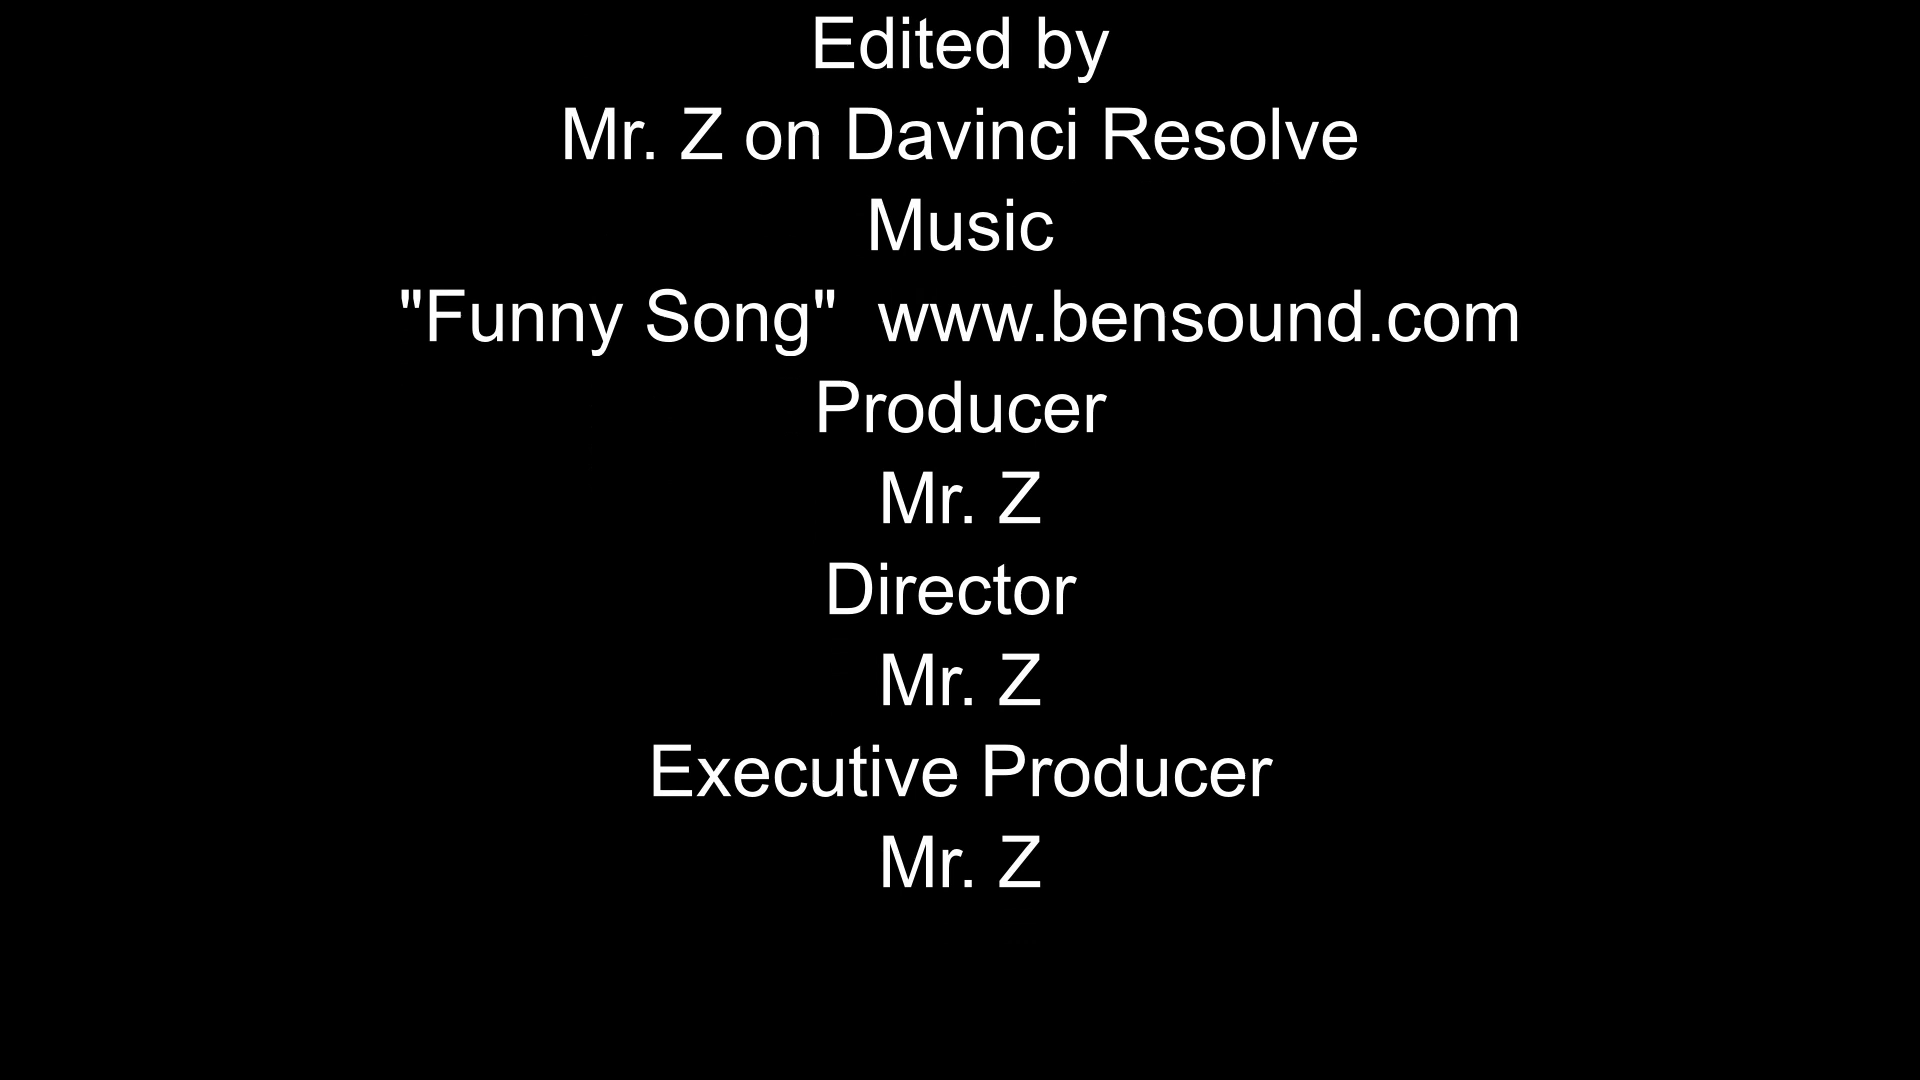 Edited by
Mr. Z on Davinci Resolve
Music
"Funny Song"  www.bensound.com
Producer
Mr. Z
Director
Mr. Z
Executive Producer
Mr. Z